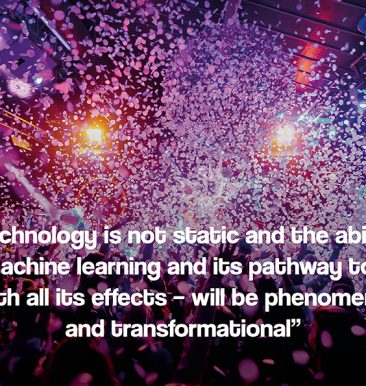 chnology is not static and the abi
achine learning and its pathway to
th all its effects – will be phenomen
and transformational”